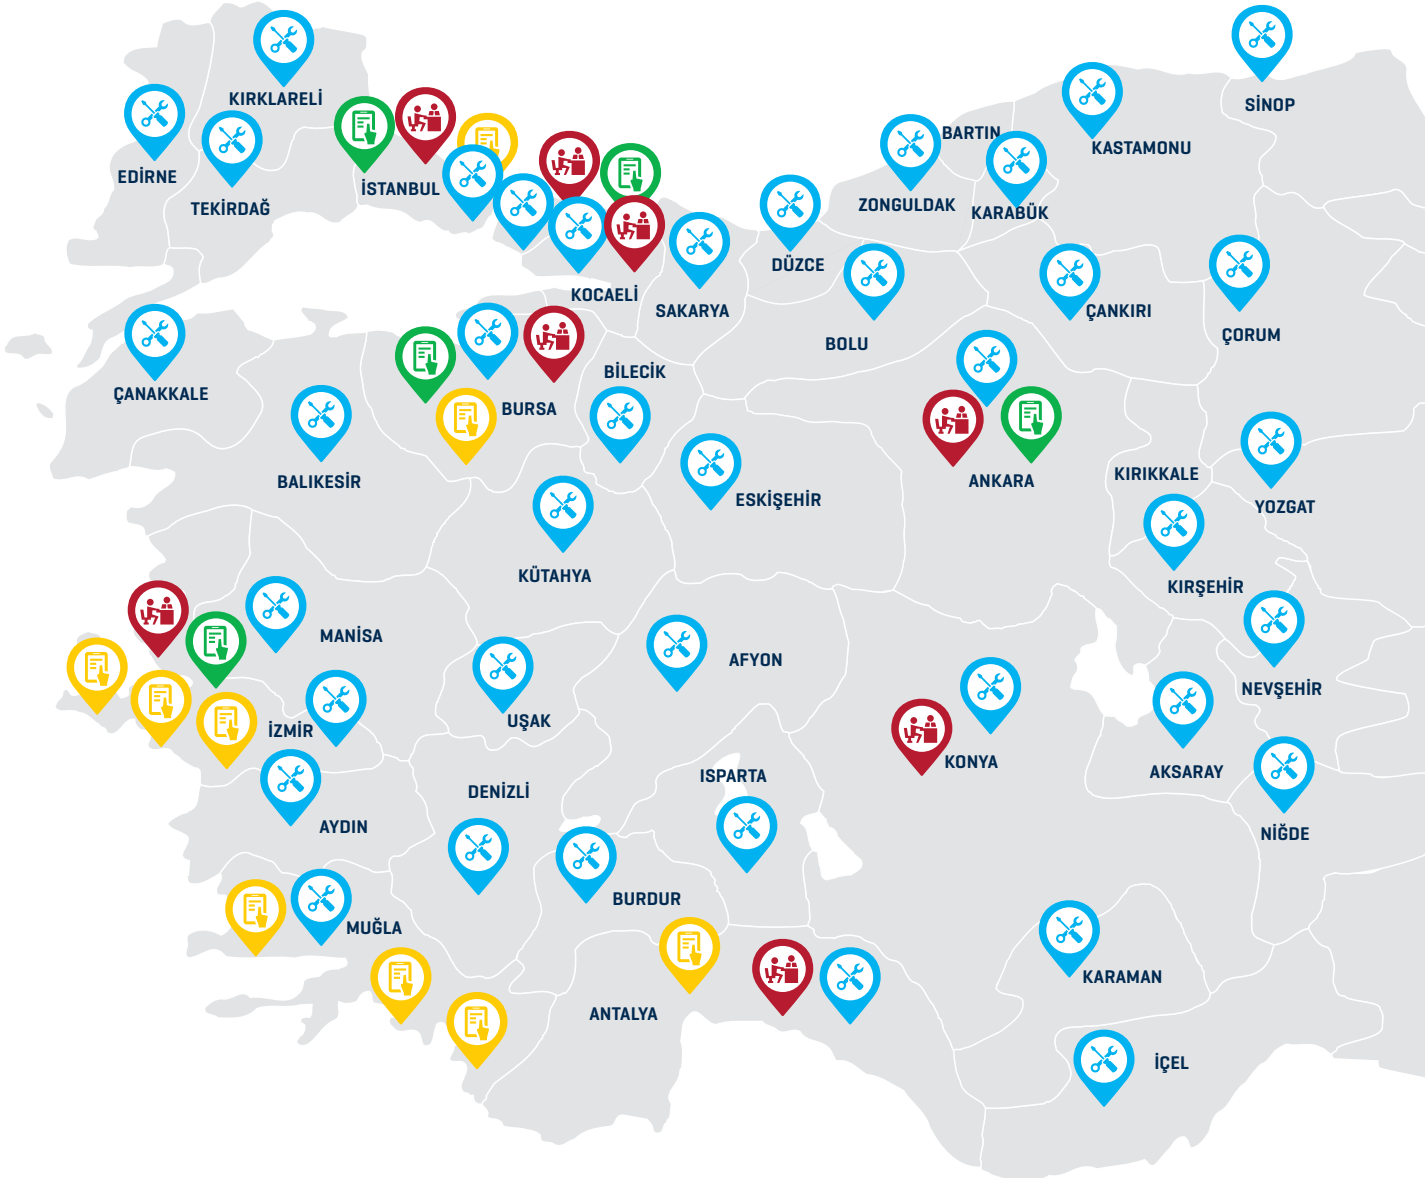 KIRKLARELİ
SİNOP
BARTIN
KASTAMONU
EDİRNE
İSTANBUL
TEKİRDAĞ
ZONGULDAK
KARABÜK
DÜZCE
KOCAELİ
SAKARYA
ÇANKIRI
ÇORUM
BOLU
BİLECİK
ÇANAKKALE
BURSA
BALIKESİR
ANKARA
KIRIKKALE
ESKİŞEHİR
YOZGAT
KÜTAHYA
KIRŞEHİR
MANİSA
AFYON
NEVŞEHİR
UŞAK
İZMİR
KONYA
AKSARAY
ISPARTA
DENİZLİ
AYDIN
NİĞDE
BURDUR
MUĞLA
KARAMAN
ANTALYA
İÇEL